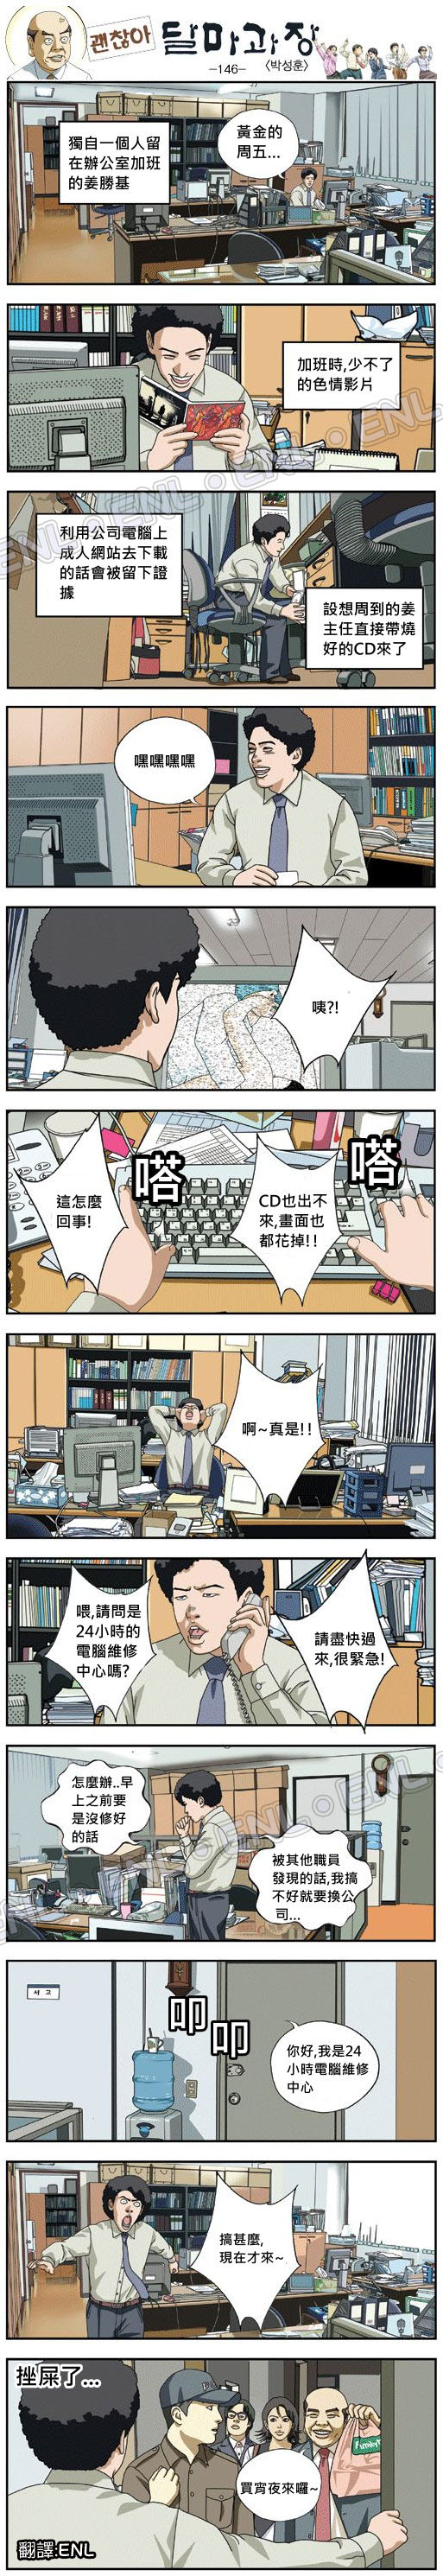 괜찮아
달마과장
-146-
〈박성훈〉
獨自一個人留
在辦公室加班
的姜勝基
黃金的
周五...
加班時,少不了
的色情影片
利用公司電腦上
成人網站去下載
的話會被留下證
據
設想周到的姜
主任直接帶燒
好的CD來了
嘿嘿嘿嘿
咦?!
這怎麼
回事!
嗒
CD也出不
來,畫面也
都花掉!!
嗒
啊~真是!!
喂,請問是
24小時的
電腦維修
中心嗎?
請盡快過
來,很緊急!
怎麼辦..早
上之前要
是沒修好
的話
被其他職員
發現的話,我搞
不好就要換公
司...
서 고
叩
叩
你好,我是24
小時電腦維修
中心
搞甚麼,
現在才來~
挫屎了...
買宵夜來囉~
翻譯:ENL
ENL
ENL
ENL
ENL